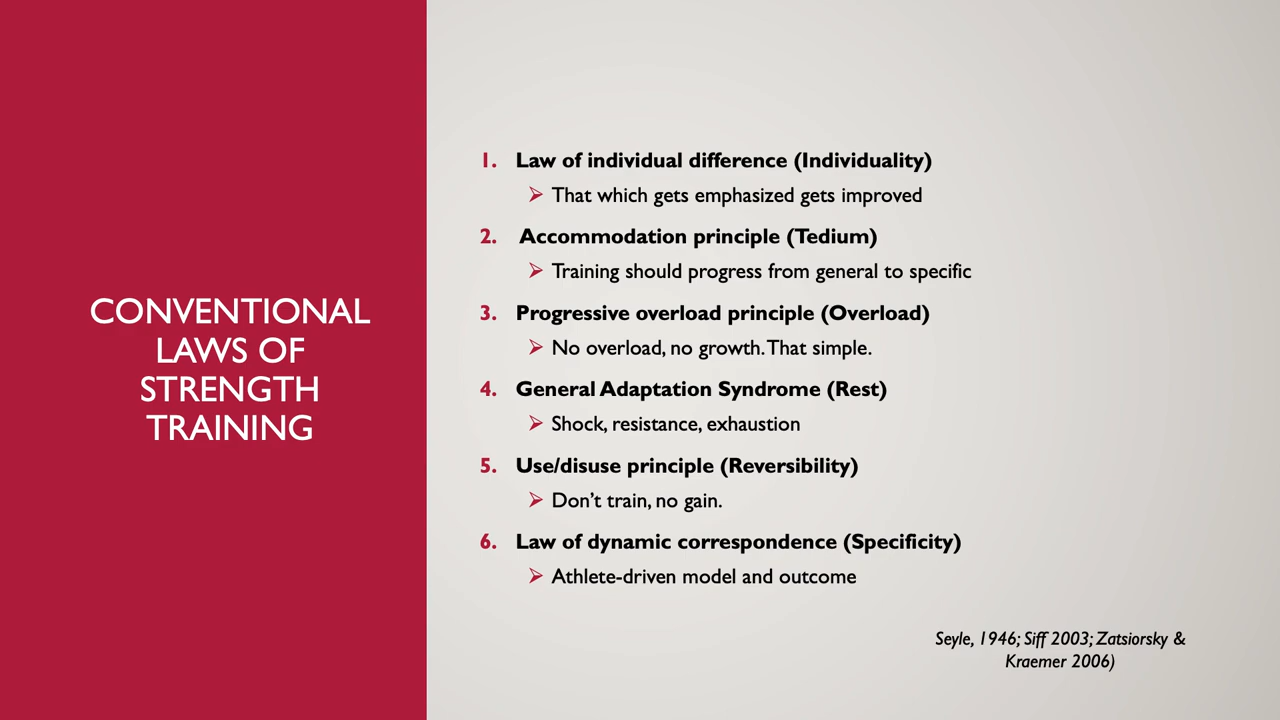 CONVENTIONAL
LAWS OF
STRENGTH
TRAINING
1. Law of individual difference (Individuality)
➢ That which gets emphasized gets improved
2. Accommodation principle (Tedium)
➢ Training should progress from general to specific
3. Progressive overload principle (Overload)
➢ No overload, no growth. That simple.
4. General Adaptation Syndrome (Rest)
➢ Shock, resistance, exhaustion
5. Use/disuse principle (Reversibility)
➢ Don’t train, no gain.
6. Law of dynamic correspondence (Specificity)
➢ Athlete-driven model and outcome
Seyle, 1946; Siff 2003; Zatsiorsky &
Kraemer 2006)